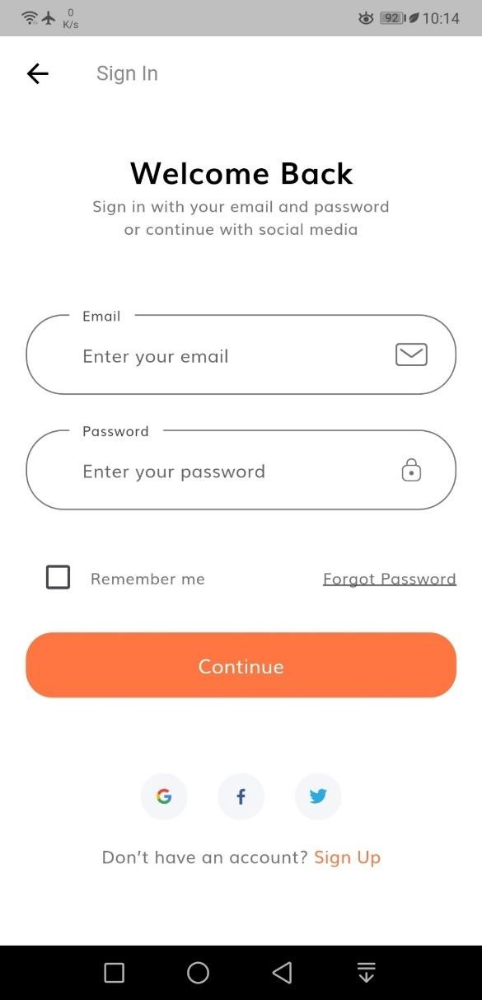 0
K/s
92
10:14
Sign In
Welcome Back
Sign in with your email and password
or continue with social media
Email
Enter your email
Password
Enter your password
Remember me
Forgot Password
Continue
Don't have an account? Sign Up